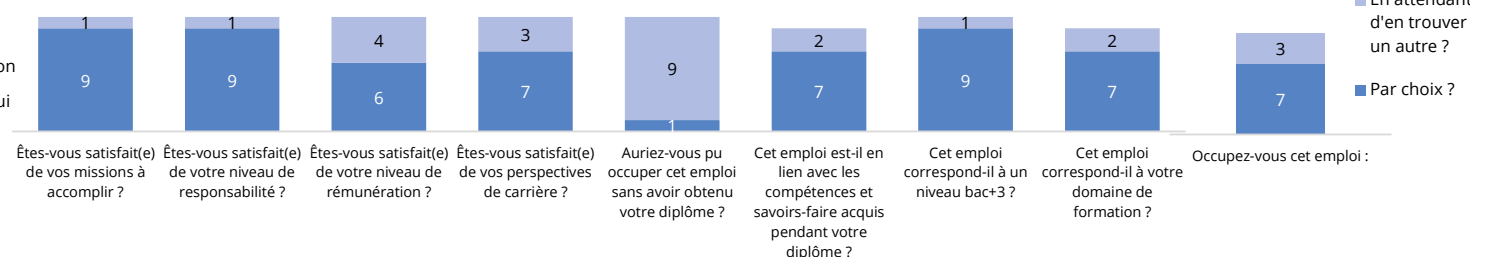 En attendant
d'en trouver
un autre ?
Par choix ?
on
ui
1
9
1
9
4
6
3
7
9
1
2
7
1
9
2
7
3
7
Êtes-vous satisfait(e)
de vos missions à
accomplir ?
Êtes-vous satisfait(e)
de votre niveau de
responsabilité ?
Êtes-vous satisfait(e)
de votre niveau de
rémunération ?
Êtes-vous satisfait(e)
de vos perspectives
de carrière ?
Auriez-vous pu
occuper cet emploi
sans avoir obtenu
votre diplôme ?
Cet emploi est-il en
lien avec les
compétences et
savoirs-faire acquis
pendant votre
diplôme ?
Cet emploi
correspond-il à un
niveau bac+3 ?
Cet emploi
correspond-il à votre
domaine de
formation ?
Occupez-vous cet emploi :